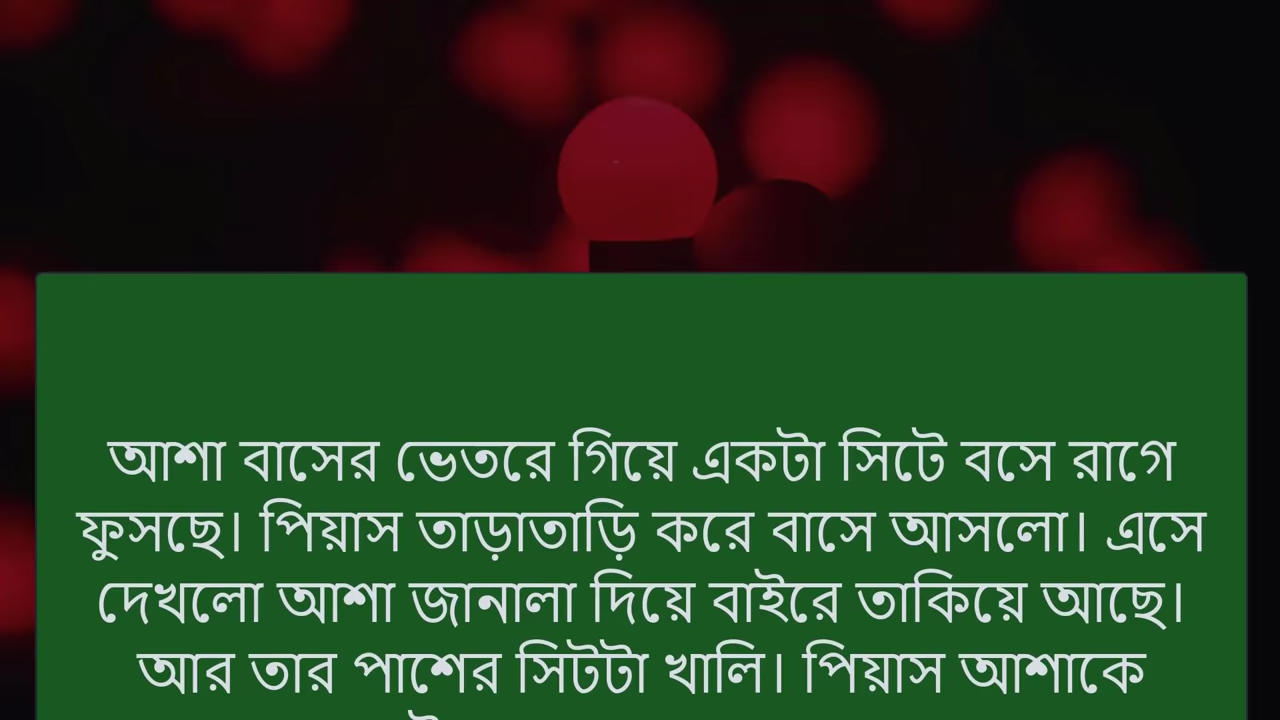 আশা বাসের ভেতরে গিয়ে একটা সিটে বসে রাগে
ফুসছে। পিয়াস তাড়াতাড়ি করে বাসে আসলো। এসে
দেখলো আশা জানালা দিয়ে বাইরে তাকিয়ে আছে।
আর তার পাশের সিটটা খালি। পিয়াস আশাকে